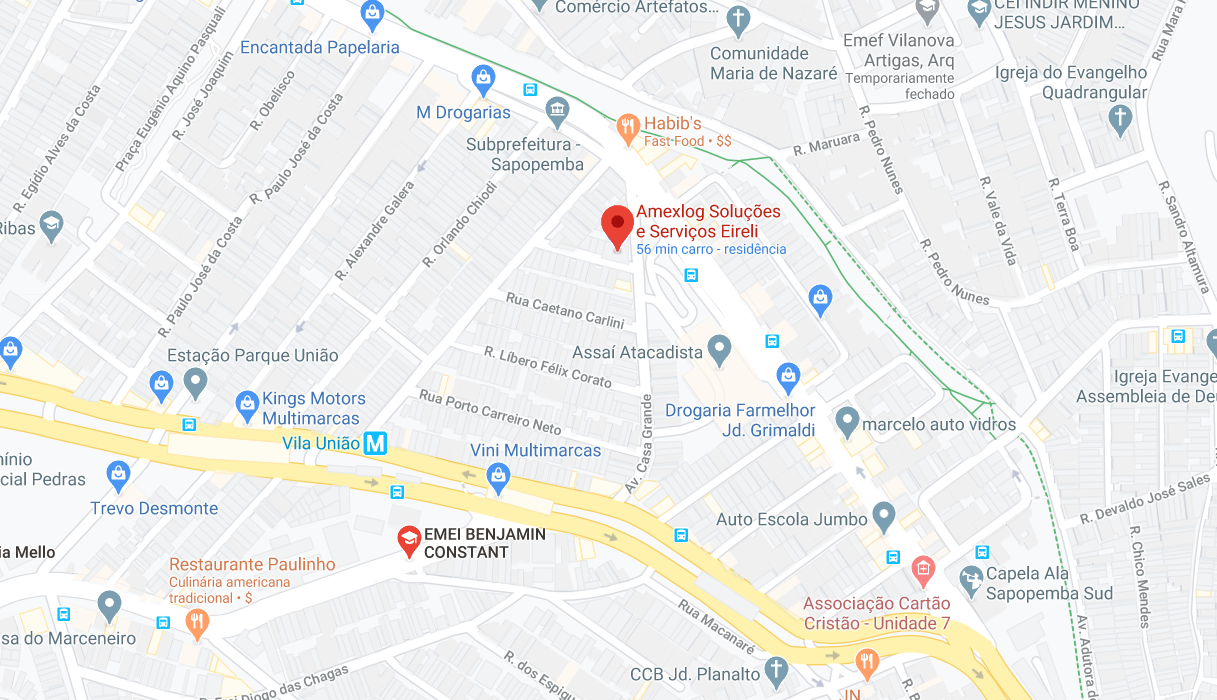 Comércio Artefatos...
CEI INDIR MENINO
JESUS JARDIM...
Encantada Papelaria
Comunidade
Maria de Nazaré
Emef Vilanova
Artigas, Arq
Temporariamente
fechado
Igreja do Evangelho
Quadrangular
Rua Mara
Praça Eugênio Aquino Pasquali
R. José Joaquim
R. Obelisco
R. Egídio Alves da Costa
R. Paulo José da Costa
M Drogarias
Subprefeitura -
Sapopemba
Habib's
Fast Food • $$
R. Maruara
R. Pedro Nunes
R. Vale da Vida
R. Terra Boa
R. Sandro Altamura
Ribas
R. Alexandre Galera
R. Orlando Chiodi
Amexlog Soluções
e Serviços Eireli
56 min carro - residência
R. Pedro Nunes
R. Paulo José da Costa
Rua Caetano Carlini
Estação Parque União
R. Líbero Félix Corato
Assaí Atacadista
Kings Motors
Multimarcas
Rua Porto Carreiro Neto
Av. Casa Grande
Drogaria Farmelhor
Jd. Grimaldi
marcelo auto vidros
Igreja Evange
Assembleia de Deu
Vila União
M
Vini Multimarcas
mínio
cial Pedras
Trevo Desmonte
R. Devaldo José Sales
Auto Escola Jumbo
EMEI BENJAMIN
CONSTANT
ia Mello
Restaurante Paulinho
Culinária americana
tradicional • $
R. Chico Mendes
Capela Ala
Sapopemba Sud
Associação Cartão
Cristão - Unidade 7
sa do Marceneiro
Rua Macanaré
Av. Adutora do
R. Frei Diogo das Chagas
R. dos Espiqu
CCB Jd. Planalto
JN
R. B